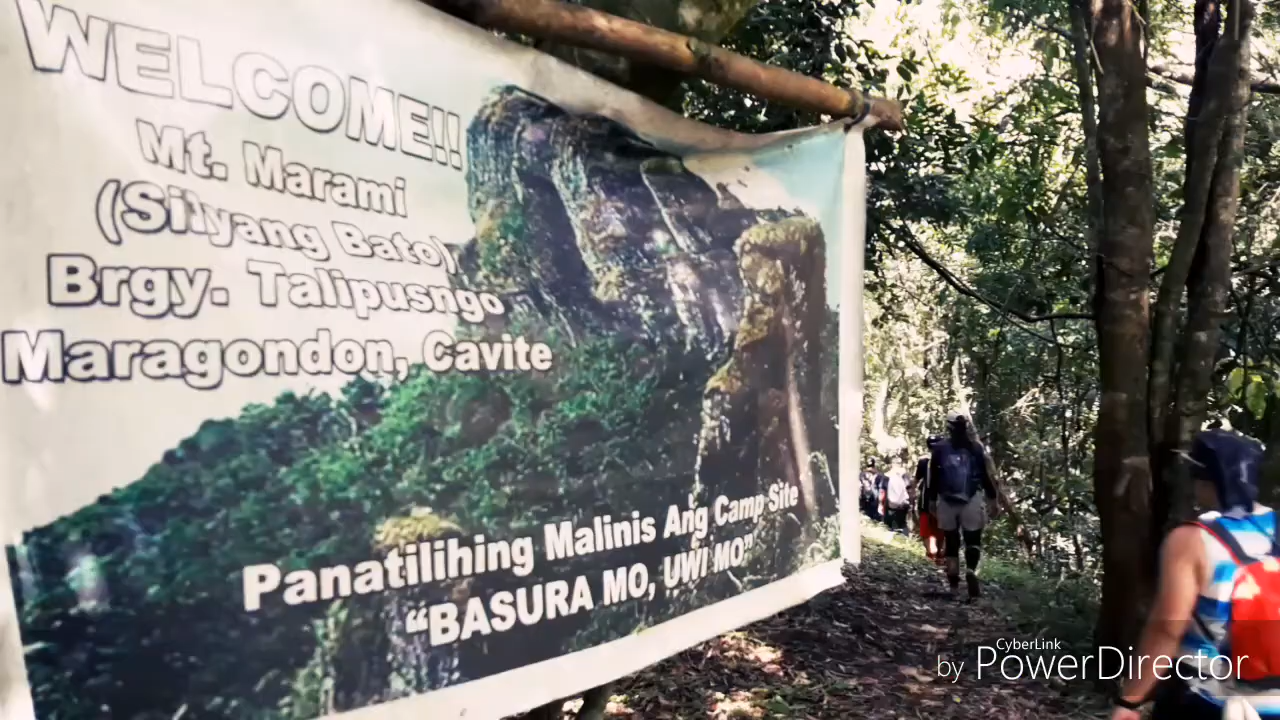 WELCOME!!
Mt. Marami
(Silyang Bato)
Brgy. Talipusngo
Maragondon, Cavite
Panatilihing Malinis Ang Camp Site
“BASURA MO, UWI MO”
CyberLink
by PowerDirector